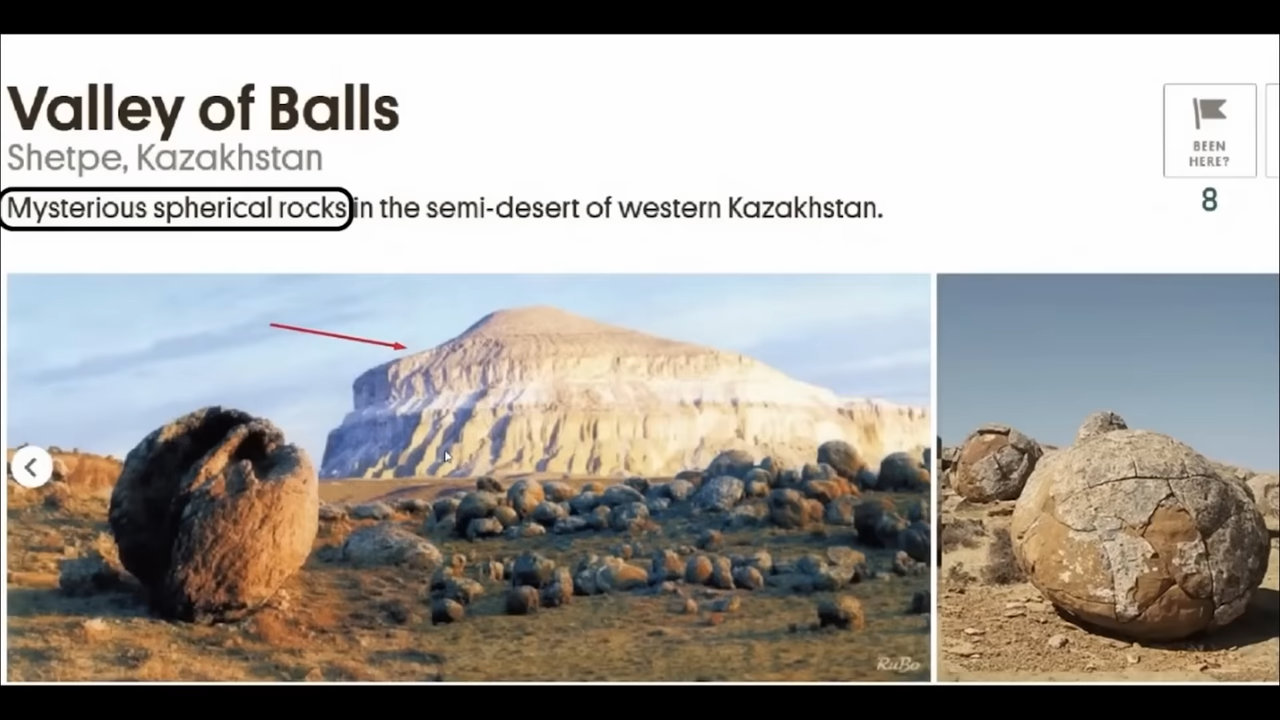 Valley of Balls
Shetpe, Kazakhstan
Mysterious spherical rocks in the semi-desert of western Kazakhstan.
BEEN
HERE?
8
RuBo